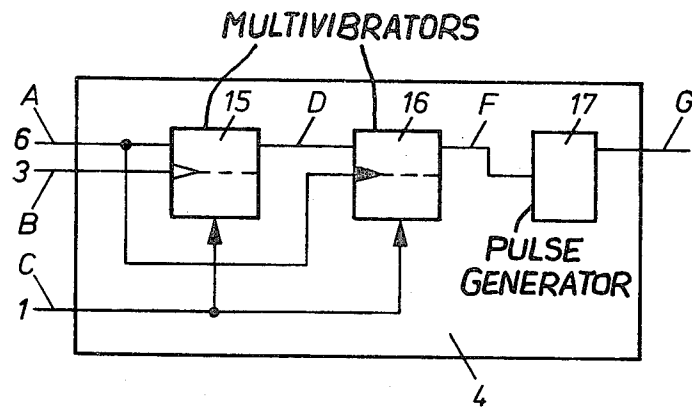 MULTIVIBRATORS
A 15 D 16 F 17 G
6
3
B
C
PULSE
GENERATOR
1
4